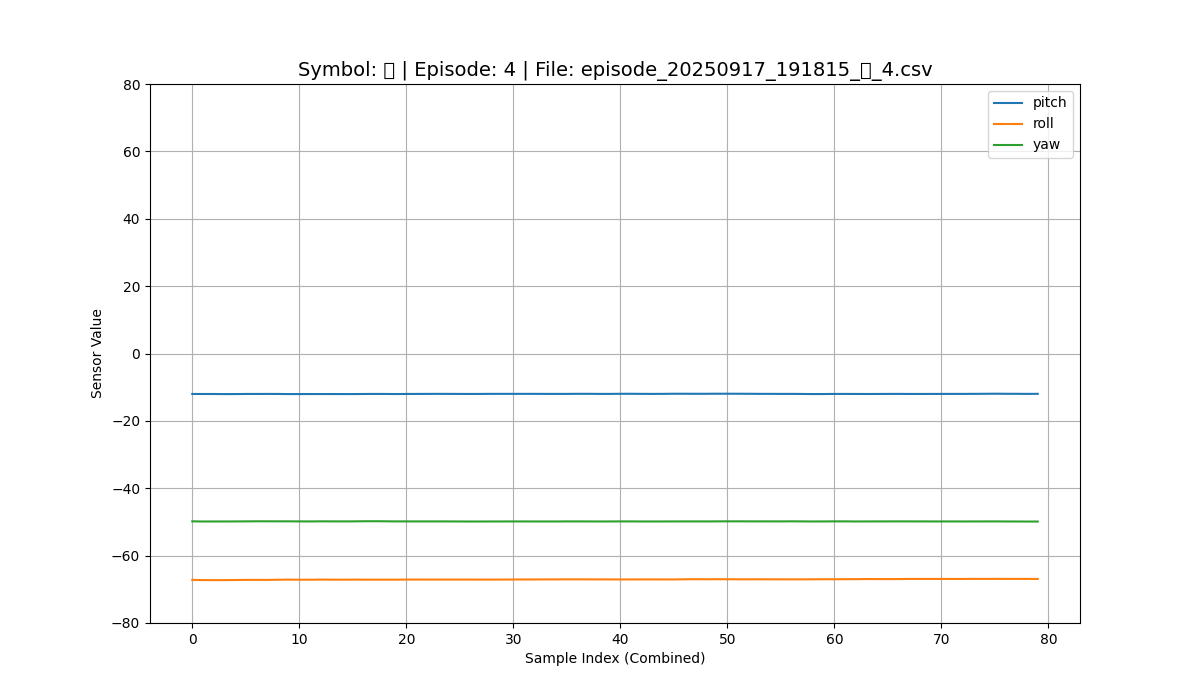 Symbol: ▯ | Episode: 4 | File: episode_20250917_191815_▯_4.csv
80
60
40
20
0
−20
−40
−60
−80
Sensor Value
pitch
roll
yaw
0 10 20 30 40 50 60 70 80
Sample Index (Combined)